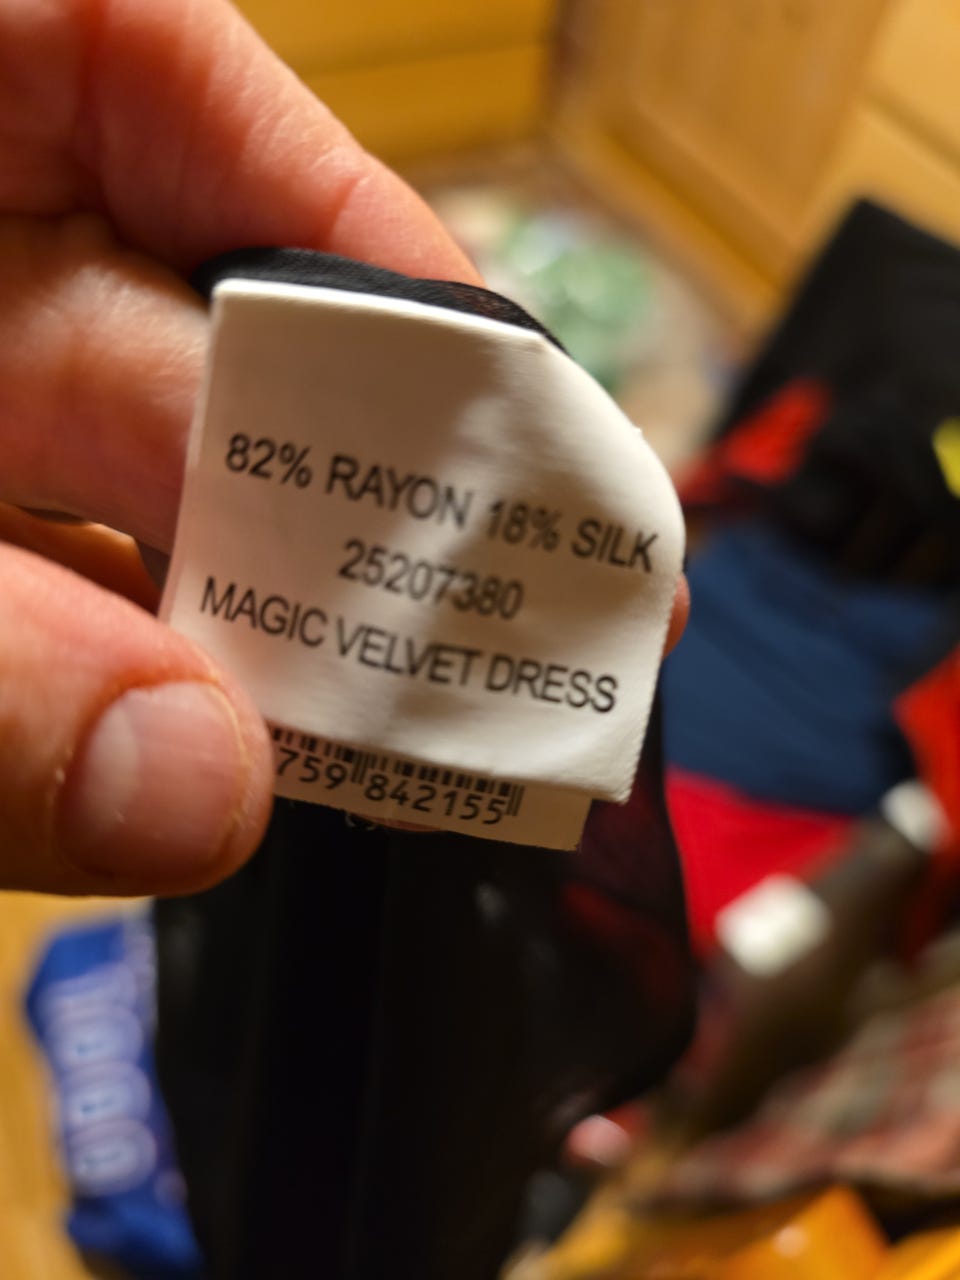 82% RAYON 18% SILK
25207380
MAGIC VELVET DRESS
759 842155